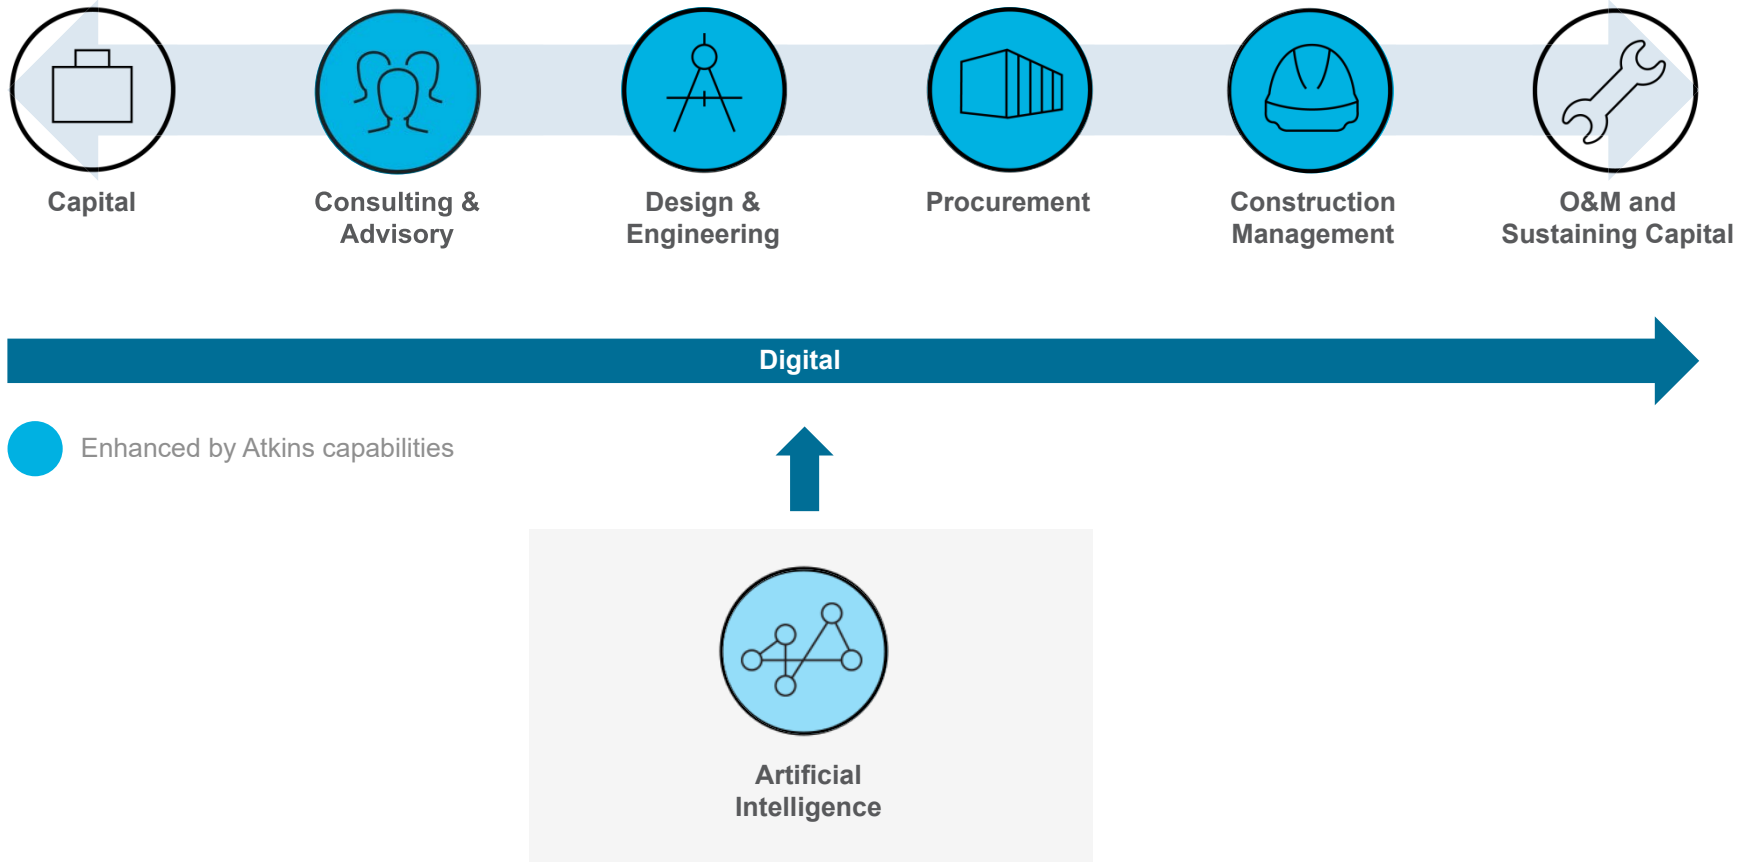 Capital
Consulting &
Advisory
Design &
Engineering
Procurement
Construction
Management
O&M and
Sustaining Capital
Digital
Enhanced by Atkins capabilities
Artificial
Intelligence